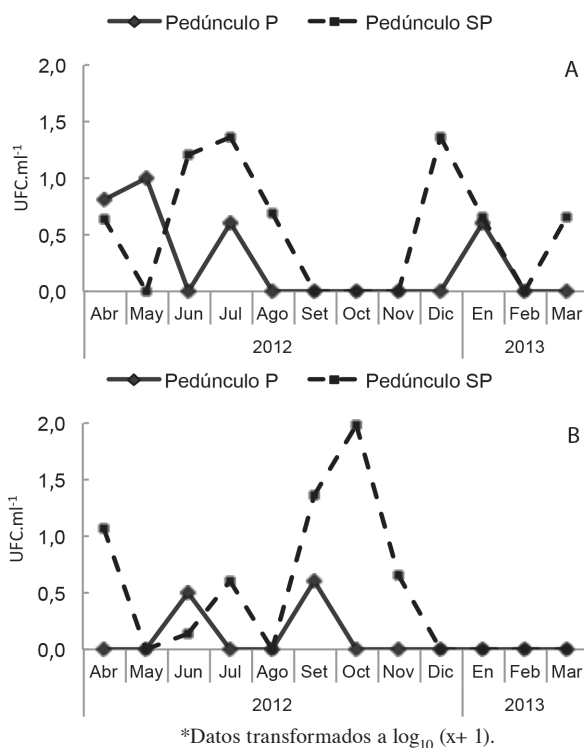 Pedúnculo P Pedúnculo SP
A
UFC.ml-1
2,0
1,5
1,0
0,5
0,0
Abr May Jun Jul Ago Set Oct Nov Dic En Feb Mar
2012 2013
Pedúnculo P Pedúnculo SP
B
UFC.ml-1
2,0
1,5
1,0
0,5
0,0
Abr May Jun Jul Ago Set Oct Nov Dic En Feb Mar
2012 2013
*Datos transformados a log10 (x+ 1).